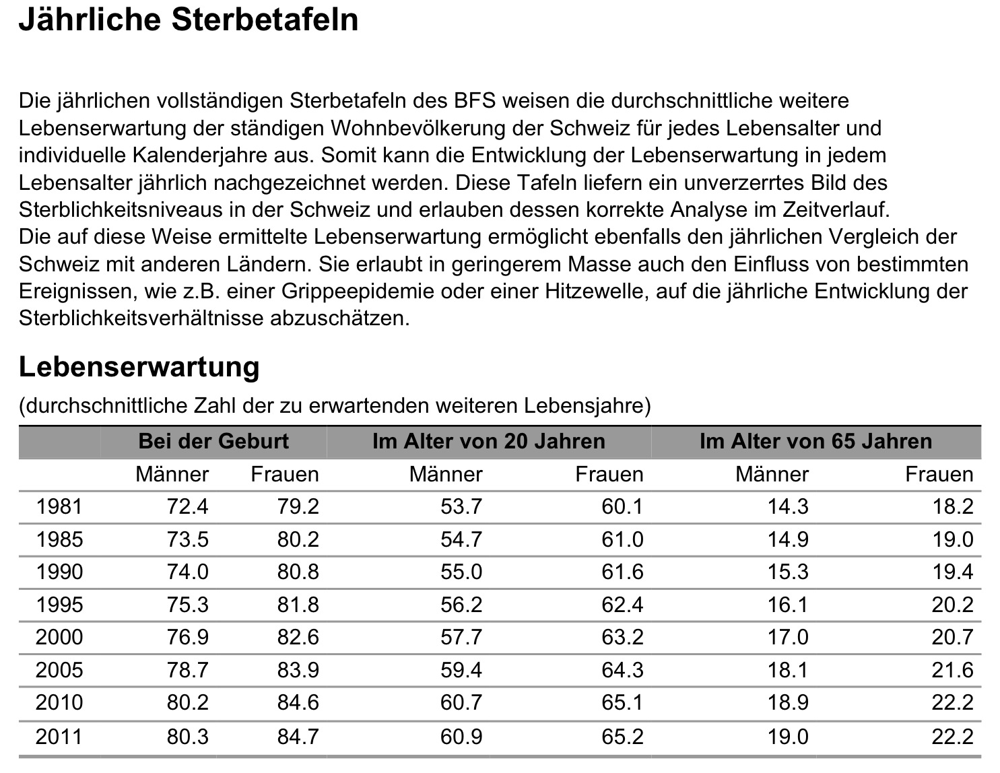 Jährliche Sterbetafeln
Die jährlichen vollständigen Sterbetafeln des BFS weisen die durchschnittliche weitere
Lebenserwartung der ständigen Wohnbevölkerung der Schweiz für jedes Lebensalter und
individuelle Kalenderjahre aus. Somit kann die Entwicklung der Lebenserwartung in jedem
Lebensalter jährlich nachgezeichnet werden. Diese Tafeln liefern ein unverzerrtes Bild des
Sterblichkeitsniveaus in der Schweiz und erlauben dessen korrekte Analyse im Zeitverlauf.
Die auf diese Weise ermittelte Lebenserwartung ermöglicht ebenfalls den jährlichen Vergleich der
Schweiz mit anderen Ländern. Sie erlaubt in geringerem Masse auch den Einfluss von bestimmten
Ereignissen, wie z.B. einer Grippeepidemie oder einer Hitzewelle, auf die jährliche Entwicklung der
Sterblichkeitsverhältnisse abzuschätzen.
Lebenserwartung
(durchschnittliche Zahl der zu erwartenden weiteren Lebensjahre)
Bei der Geburt Im Alter von 20 Jahren Im Alter von 65 Jahren
Männer Frauen Männer Frauen Männer Frauen
1981 72.4 79.2 53.7 60.1 14.3 18.2
1985 73.5 80.2 54.7 61.0 14.9 19.0
1990 74.0 80.8 55.0 61.6 15.3 19.4
1995 75.3 81.8 56.2 62.4 16.1 20.2
2000 76.9 82.6 57.7 63.2 17.0 20.7
2005 78.7 83.9 59.4 64.3 18.1 21.6
2010 80.2 84.6 60.7 65.1 18.9 22.2
2011 80.3 84.7 60.9 65.2 19.0 22.2